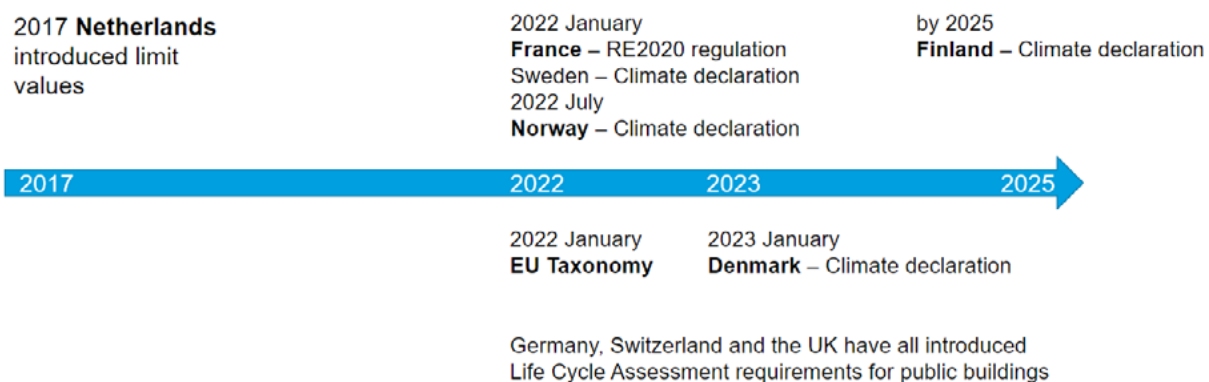 2017 Netherlands
introduced limit
values
2022 January
France – RE2020 regulation
Sweden – Climate declaration
2022 July
Norway – Climate declaration
by 2025
Finland – Climate declaration
2017
2022
2023
2025
2022 January
EU Taxonomy
2023 January
Denmark – Climate declaration
Germany, Switzerland and the UK have all introduced
Life Cycle Assessment requirements for public buildings